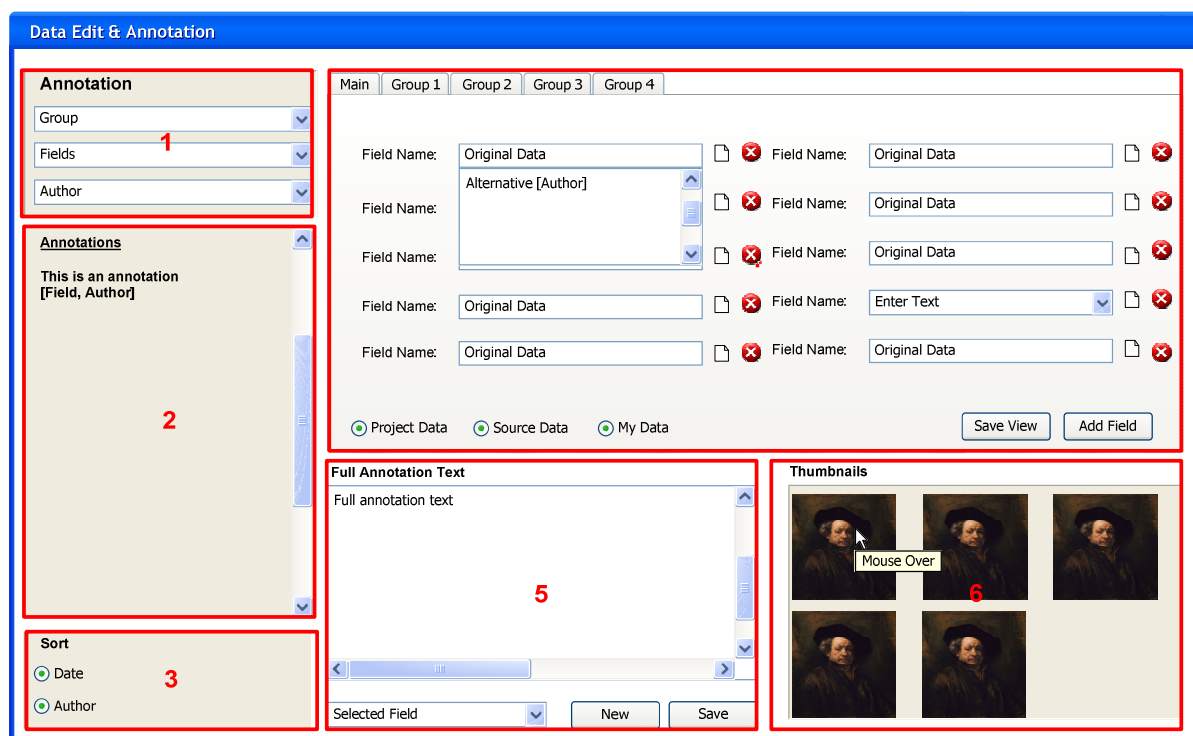 Data Edit & Annotation
Annotation
Group
1
Fields
Author
Annotations
This is an annotation
[Field, Author]
2
Sort
Date
3
Author
Main Group 1 Group 2 Group 3 Group 4
Field Name: Original Data Field Name: Original Data
Alternative [Author]
Field Name: Field Name: Original Data
Field Name: Field Name: Original Data
Field Name: Original Data Field Name: Enter Text
Field Name: Original Data Field Name: Original Data
Project Data Source Data My Data Save View Add Field
Full Annotation Text
Full annotation text
5
Selected Field New Save
Thumbnails
Mouse Over
6